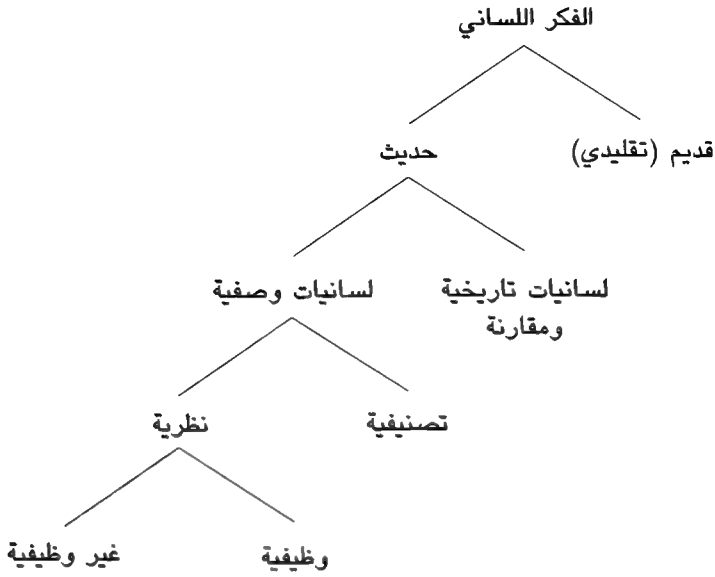 الفكر اللساني
قديم (تقليدي)
حديث
لسانيات تاريخية
ومقارنة
لسانيات وصفية
تصنيفية
نظرية
وظيفية
غير وظيفية